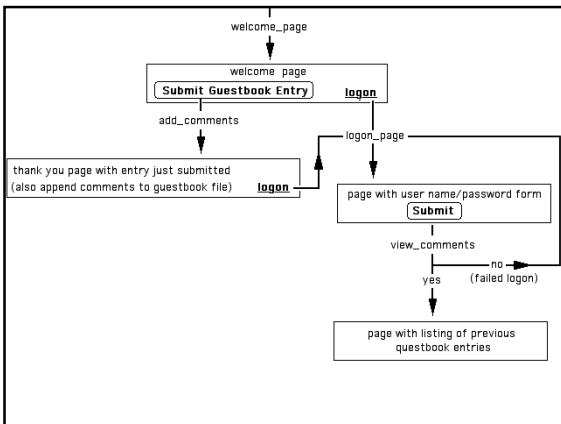 welcome_page
welcome page
Submit Guestbook Entry logon
add_comments
logon_page
thank you page with entry just submitted
(also append comments to guestbook file) logon
page with user name/password form
Submit
view_comments
no
(failed logon)
yes
page with listing of previous
guestbook entries